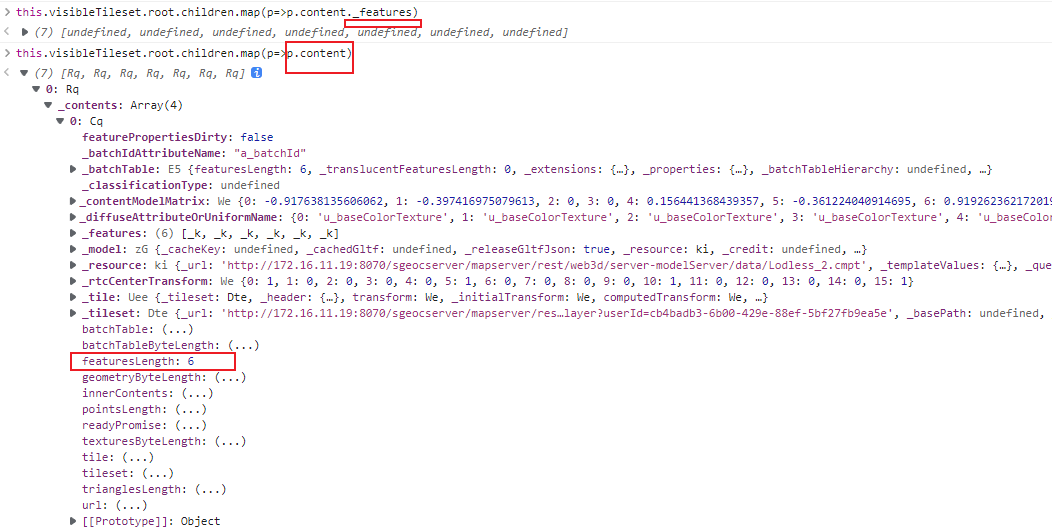 > this.visibleTileset.root.children.map(p=>p.content._features)
< ▶ (7) [undefined, undefined, undefined, undefined, undefined, undefined, undefined]
> this.visibleTileset.root.children.map(p=>p.content)
< ▼ (7) [Rq, Rq, Rq, Rq, Rq, Rq, Rq] i
▼ 0: Rq
▼ _contents: Array(4)
▼ 0: Cq
featurePropertiesDirty: false
_batchIdAttributeName: "a_batchId"
▶ _batchTable: E5 {featuresLength: 6, _translucentFeaturesLength: 0, _extensions: {…}, _properties: {…}, _batchTableHierarchy: undefined, …}
_classificationType: undefined
▶ _contentModelMatrix: We {0: -0.917638135606062, 1: -0.397416975079613, 2: 0, 3: 0, 4: 0.156441368439357, 5: -0.361224040914695, 6: 0.919262362172019
▶ _diffuseAttributeOrUniformName: {0: 'u_baseColorTexture', 1: 'u_baseColorTexture', 2: 'u_baseColorTexture', 3: 'u_baseColorTexture', 4: 'u_baseColor
▶ _features: (6) [_k, _k, _k, _k, _k, _k]
▶ _model: zG {_cacheKey: undefined, _cachedGltf: undefined, _releaseGltfJson: true, _resource: ki, _credit: undefined, …}
▶ _resource: ki {_url: 'http://172.16.11.19:8070/sgeocserver/mapserver/rest/web3d/server-modelServer/data/Lodless_2.cmpt', _templateValues: {…}, _que
▶ _rtcCenterTransform: We {0: 1, 1: 0, 2: 0, 3: 0, 4: 0, 5: 1, 6: 0, 7: 0, 8: 0, 9: 0, 10: 1, 11: 0, 12: 0, 13: 0, 14: 0, 15: 1}
▶ _tile: Uee {_tileset: Dte, _header: {…}, transform: We, _initialTransform: We, computedTransform: We, …}
▶ _tileset: Dte {_url: 'http://172.16.11.19:8070/sgeocserver/mapserver/res…layer?userId=cb4badb3-6b00-429e-88ef-5bf27fb9ea5e', _basePath: undefined,
batchTable: (...)
batchTableByteLength: (...)
featuresLength: 6
geometryByteLength: (...)
innerContents: (...)
pointsLength: (...)
readyPromise: (...)
texturesByteLength: (...)
tile: (...)
tileset: (...)
trianglesLength: (...)
url: (...)
▶ [[Prototype]]: Object